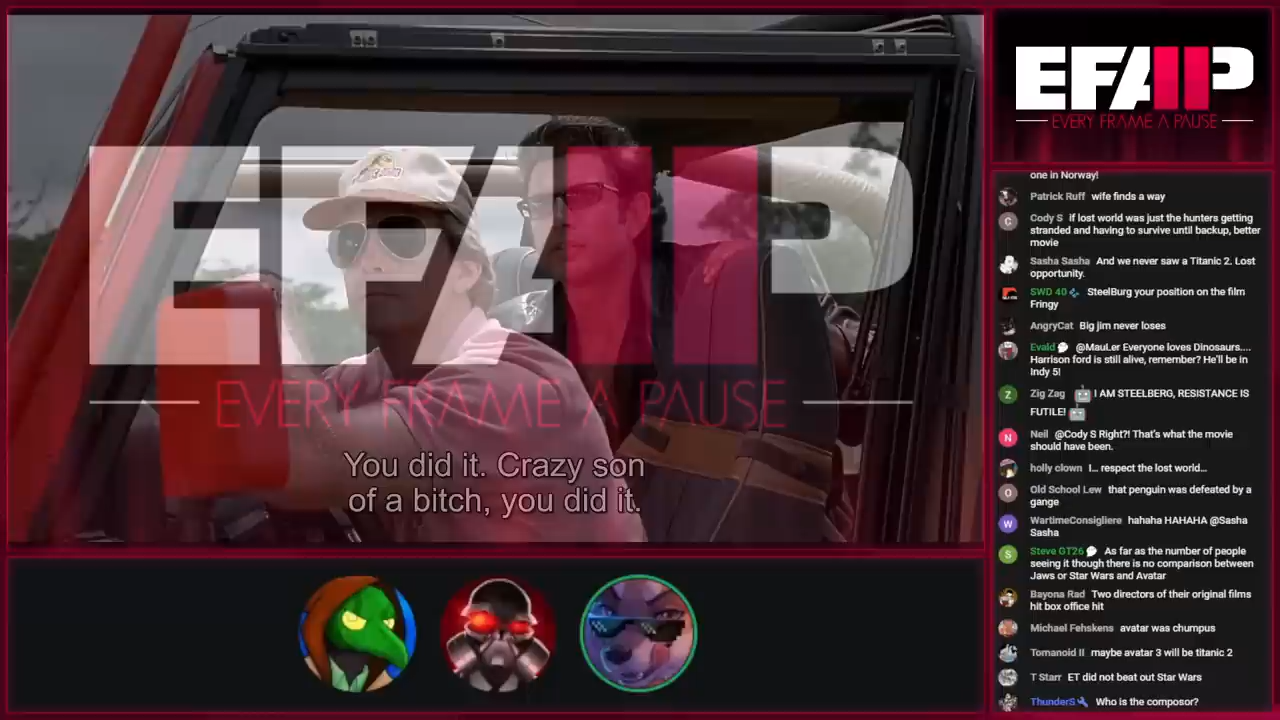 EFAP
EVERY FRAME A PAUSE
You did it. Crazy son
of a bitch, you did it.
EFAP
EVERY FRAME A PAUSE
one in Norway!
Patrick Ruff wife finds a way
Cody S if lost world was just the hunters getting
stranded and having to survive until backup, better
movie
Sasha Sasha And we never saw a Titanic 2. Lost
opportunity.
SWD 40 SteelBurg your position on the film
Fringy
AngryCat Big jim never loses
Evald @MauLer Everyone loves Dinosaurs....
Harrison ford is still alive, remember? He'll be in
Indy 5!
Zig Zag I AM STEELBERG, RESISTANCE IS
FUTILE!
Neil @Cody S Right?! That's what the movie
should have been.
holly clown I... respect the lost world...
Old School Lew that penguin was defeated by a
gange
WartimeConsigliere hahaha HAHAHA @Sasha
Sasha
Steve GT26 As far as the number of people
seeing it though there is no comparison between
Jaws or Star Wars and Avatar
Bayona Rad Two directors of their original films
hit box office hit
Michael Fehskens avatar was chumpus
Tomanoid II maybe avatar 3 will be titanic 2
T Starr ET did not beat out Star Wars
ThunderS Who is the composor?